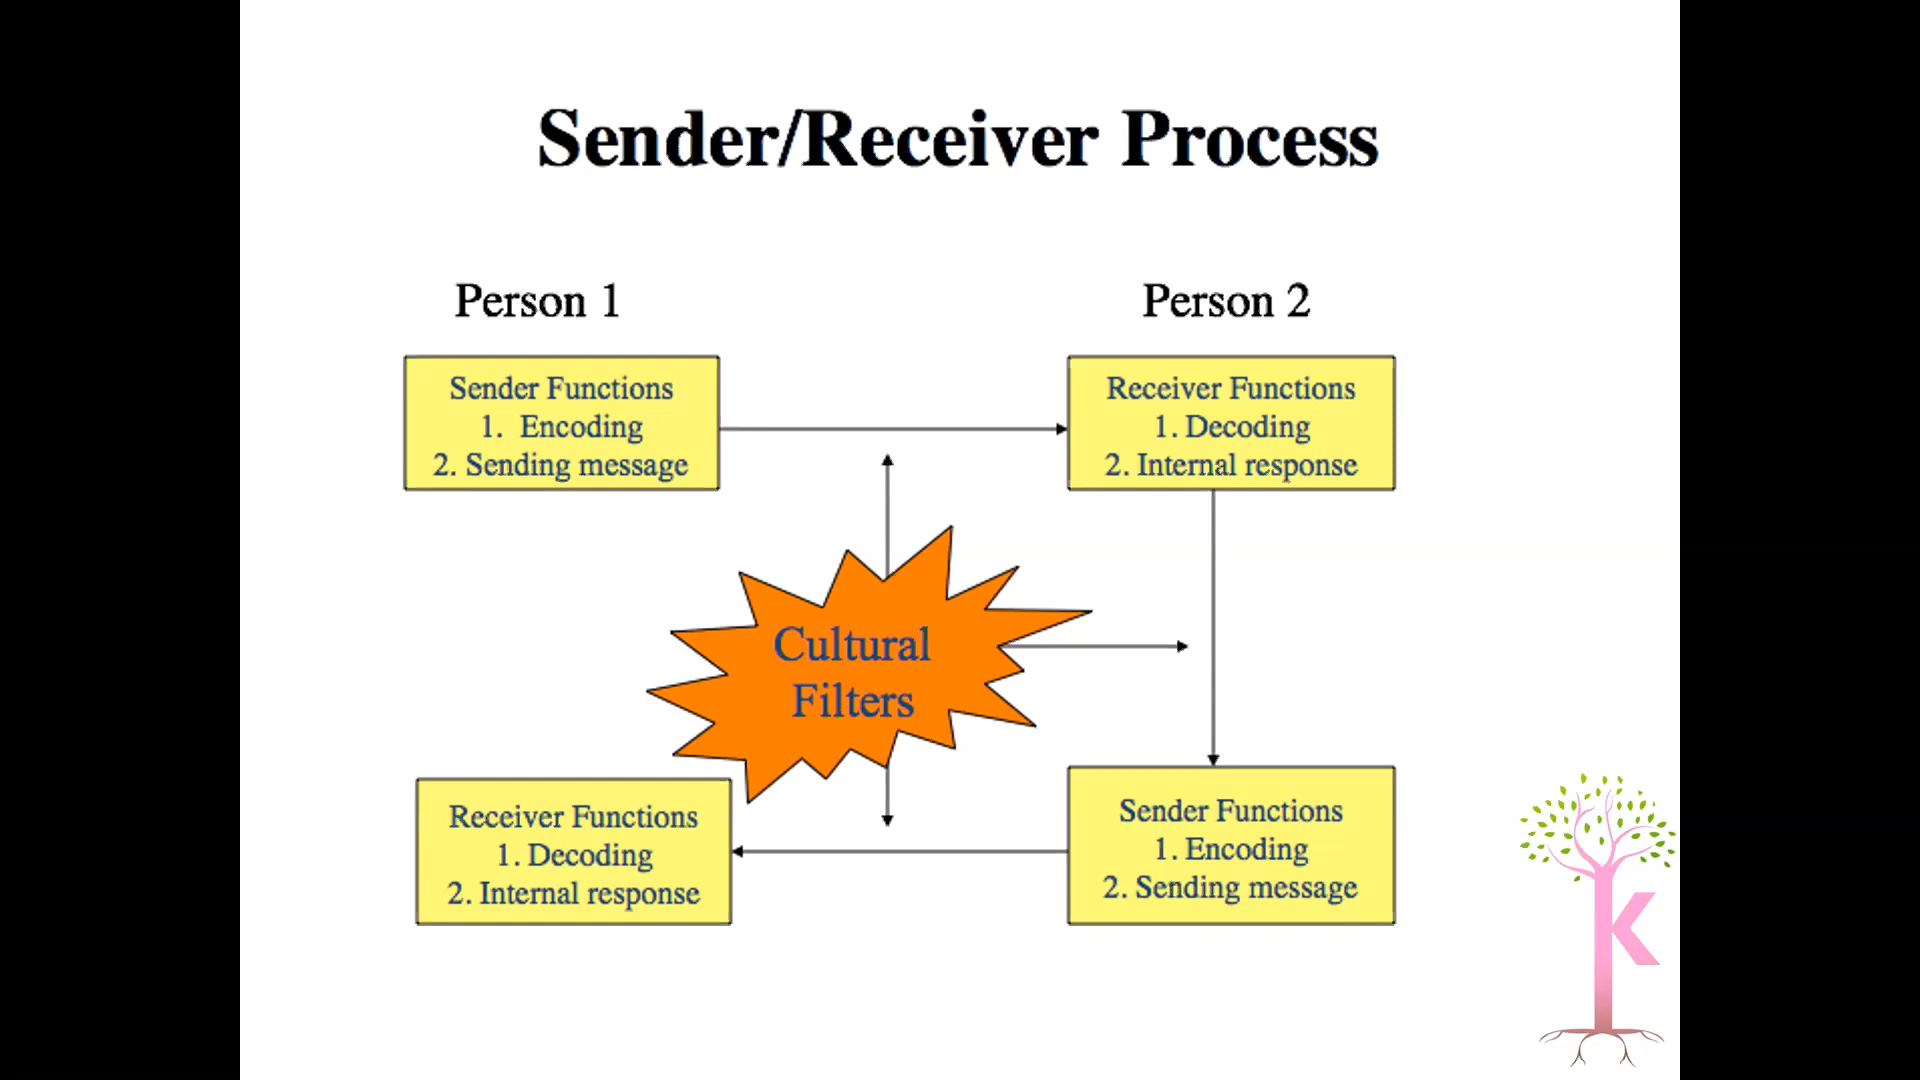 Sender/Receiver Process
Person 1
Person 2
Sender Functions
1. Encoding
2. Sending message
Receiver Functions
1. Decoding
2. Internal response
Cultural
Filters
Receiver Functions
1. Decoding
2. Internal response
Sender Functions
1. Encoding
2. Sending message
K